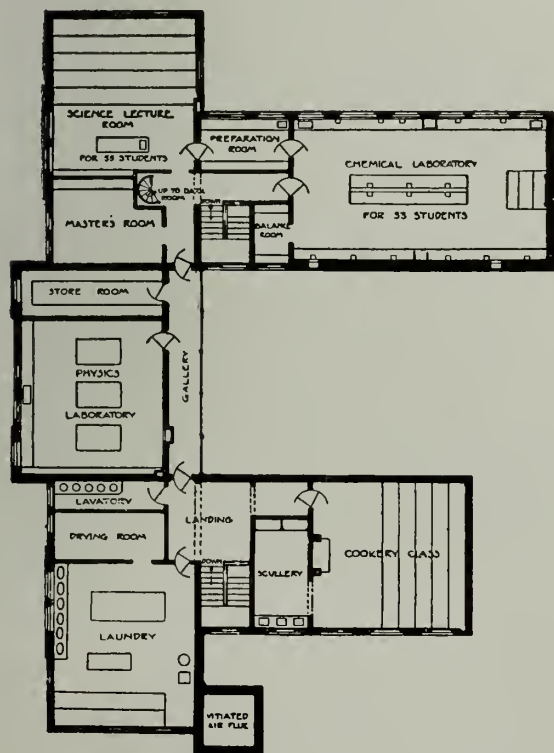 SCIENCE LECTURE
ROOM
FOR 55 STUDENTS
PREPARATION
ROOM
CHEMICAL LABORATORY
FOR 53 STUDENTS
UP TO DARK
ROOM
MASTER'S ROOM
DOWN
BALANCE
ROOM
STORE ROOM
PHYSICS
LABORATORY
GALLERY
LAVATORY
LANDING
DRYING ROOM
DOWN
SCULLERY
COOKERY CLASS
LAUNDRY
VITIATED
AIR FLUE